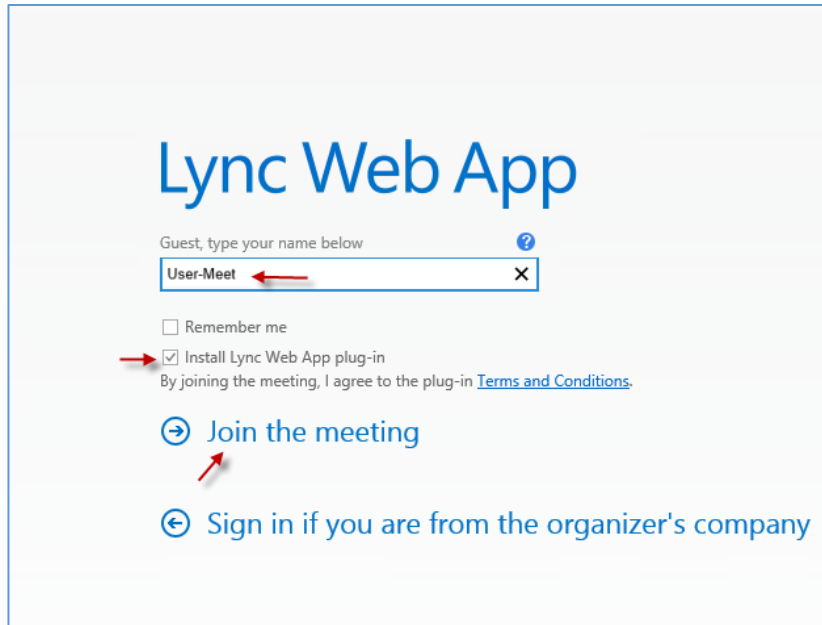 Lync Web App
Guest, type your name below
User-Meet
Remember me
Install Lync Web App plug-in
By joining the meeting, I agree to the plug-in Terms and Conditions.
Join the meeting
Sign in if you are from the organizer's company